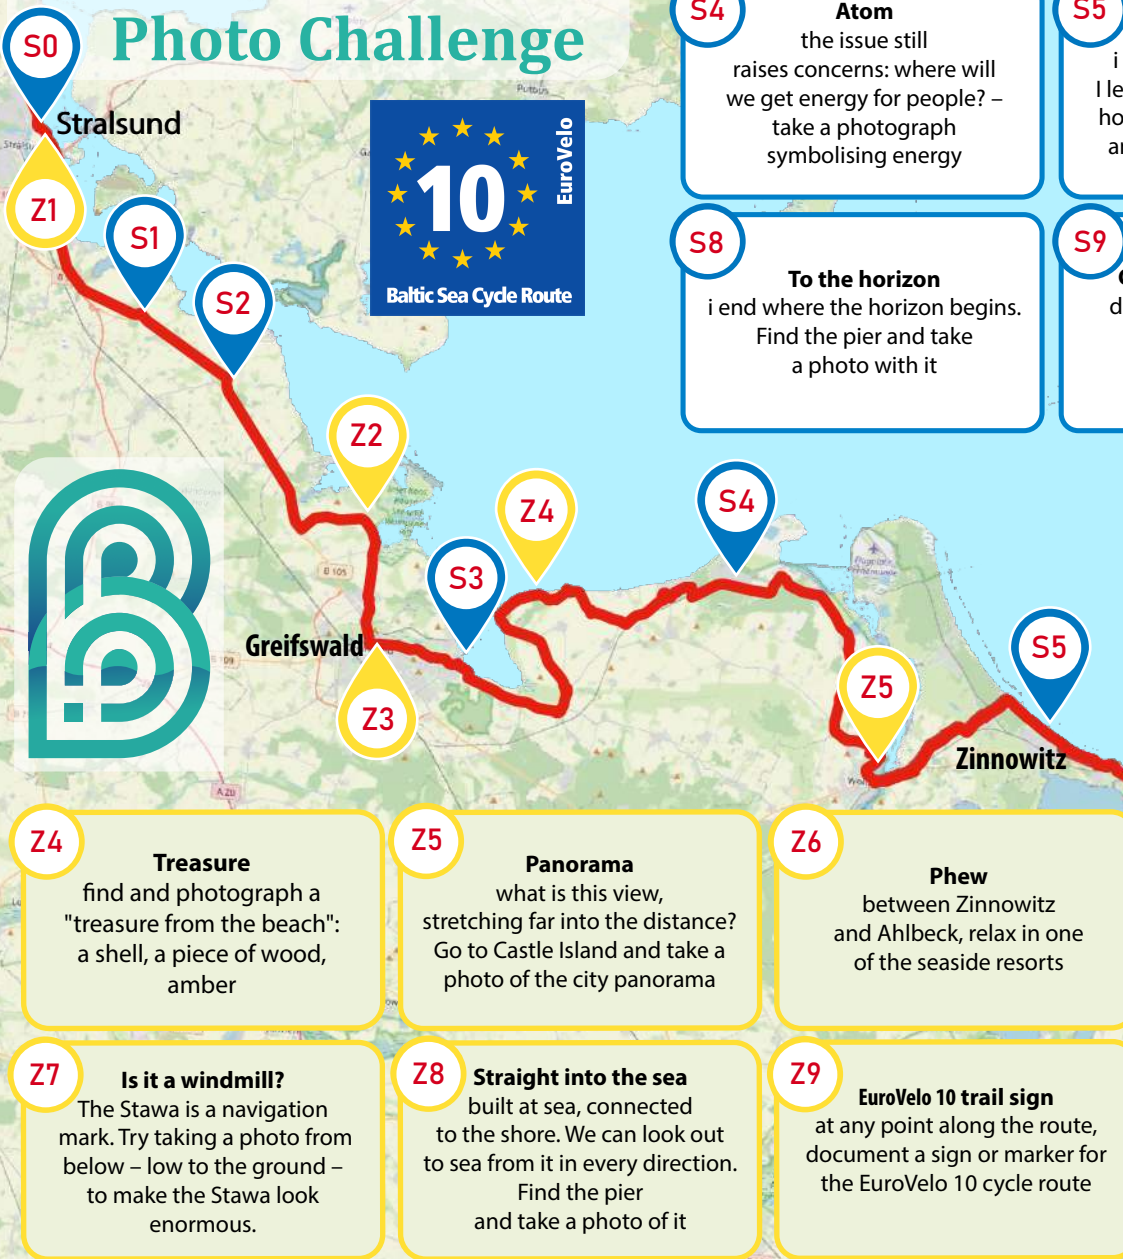 Photo Challenge
S0
Stralsund
Z1
S1
S2
EuroVelo
10
Baltic Sea Cycle Route
Putbus
S4
Atom
the issue still
raises concerns: where will
we get energy for people? –
take a photograph
symbolising energy
S5
S8
To the horizon
i end where the horizon begins.
Find the pier and take
a photo with it
S9
Z2
Z4
S4
S3
B 105
Greifswald
Z3
S5
Z5
Zinnowitz
A 20
Z4
Treasure
find and photograph a
"treasure from the beach":
a shell, a piece of wood,
amber
Z5
Panorama
what is this view,
stretching far into the distance?
Go to Castle Island and take a
photo of the city panorama
Z6
Phew
between Zinnowitz
and Ahlbeck, relax in one
of the seaside resorts
Z7
Is it a windmill?
The Stawa is a navigation
mark. Try taking a photo from
below – low to the ground –
to make the Stawa look
enormous.
Z8
Straight into the sea
built at sea, connected
to the shore. We can look out
to sea from it in every direction.
Find the pier
and take a photo of it
Z9
EuroVelo 10 trail sign
at any point along the route,
document a sign or marker for
the EuroVelo 10 cycle route